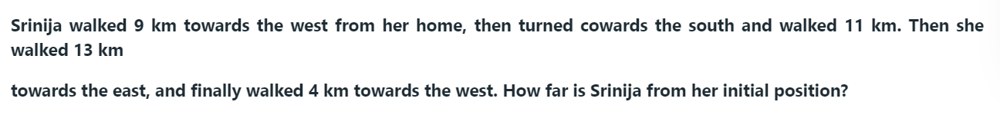 Srinija walked 9 km towards the west from her home, then turned cowards the south and walked 11 km. Then she
walked 13 km
towards the east, and finally walked 4 km towards the west. How far is Srinija from her initial position?